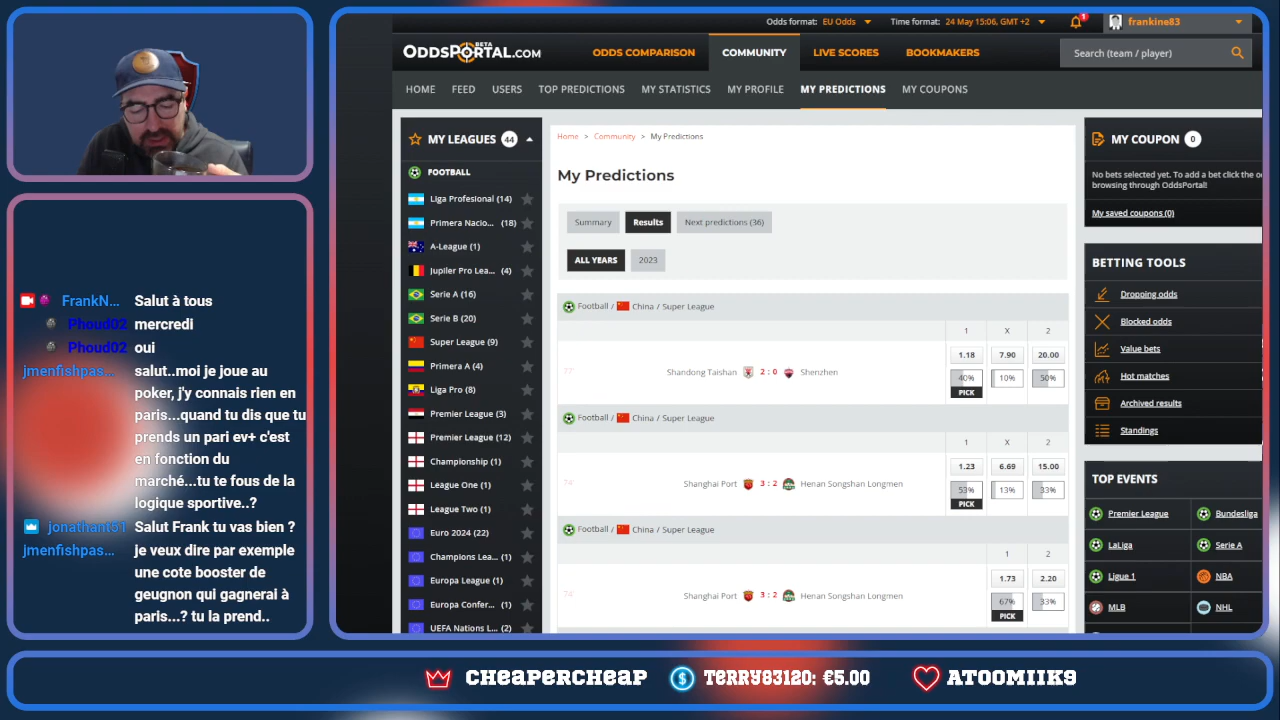 Odds format: EU Odds Time format: 24 May 15:06, GMT +2 1 frankine83
ODDSPORTAL.COM BETA ODDS COMPARISON COMMUNITY LIVE SCORES BOOKMAKERS Search (team / player)
HOME FEED USERS TOP PREDICTIONS MY STATISTICS MY PROFILE MY PREDICTIONS MY COUPONS
MY LEAGUES 44
FOOTBALL
Liga Profesional (14)
Primera Nacio... (18)
A-League (1)
Jupiler Pro Lea... (4)
Serie A (16)
Serie B (20)
Super League (9)
Primera A (4)
Liga Pro (8)
Premier League (3)
Premier League (12)
Championship (1)
League One (1)
League Two (1)
Euro 2024 (22)
Champions Lea... (1)
Europa League (1)
Europa Confer... (1)
UEFA Nations L... (2)
Home > Community > My Predictions
My Predictions
Summary Results Next predictions (36)
ALL YEARS 2023
Football / China / Super League
1 X 2
1.18 7.90 20.00
77' Shandong Taishan 2 : 0 Shenzhen 40% 10% 50%
PICK
Football / China / Super League
1 X 2
1.23 6.69 15.00
74' Shanghai Port 3 : 2 Henan Songshan Longmen 53% 13% 33%
PICK
Football / China / Super League
1 2
1.73 2.20
74' Shanghai Port 3 : 2 Henan Songshan Longmen 67% 33%
PICK
MY COUPON 0
No bets selected yet. To add a bet click the o
browsing through OddsPortal!
My saved coupons (0)
BETTING TOOLS
Dropping odds
Blocked odds
Value bets
Hot matches
Archived results
Standings
TOP EVENTS
Premier League Bundesliga
LaLiga Serie A
Ligue 1 NBA
MLB NHL
FrankN... Salut à tous
Phoud02 mercredi
Phoud02 oui
jmenfishpas... salut..moi je joue au
poker, j'y connais rien en
paris...quand tu dis que tu
prends un pari ev+ c'est
en fonction du
marché...tu te fous de la
logique sportive..?
jonathant51 Salut Frank tu vas bien ?
jmenfishpas... je veux dire par exemple
une cote booster de
geugnon qui gagnerai à
paris...? tu la prend..
CHEAPERCHEAP TERRY83120: €5.00 ATOOMIIK9